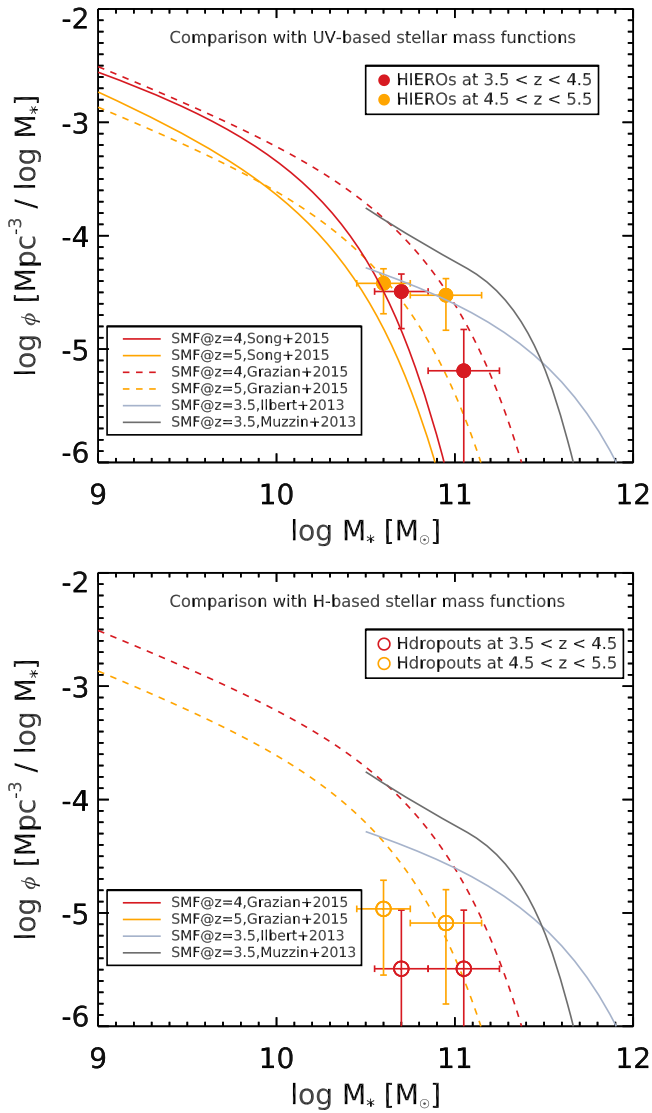 -2
Comparison with UV-based stellar mass functions
HIEROs at 3.5 < z < 4.5
HIEROs at 4.5 < z < 5.5
-3
-4
-5
-6
log ϕ [Mpc⁻³ / log M*]
SMF@z=4,Song+2015
SMF@z=5,Song+2015
SMF@z=4,Grazian+2015
SMF@z=5,Grazian+2015
SMF@z=3.5,Ilbert+2013
SMF@z=3.5,Muzzin+2013
9 10 11 12
log M* [M☉]
-2
Comparison with H-based stellar mass functions
Hdropouts at 3.5 < z < 4.5
Hdropouts at 4.5 < z < 5.5
-3
-4
-5
-6
log ϕ [Mpc⁻³ / log M*]
SMF@z=4,Grazian+2015
SMF@z=5,Grazian+2015
SMF@z=3.5,Ilbert+2013
SMF@z=3.5,Muzzin+2013
9 10 11 12
log M* [M☉]